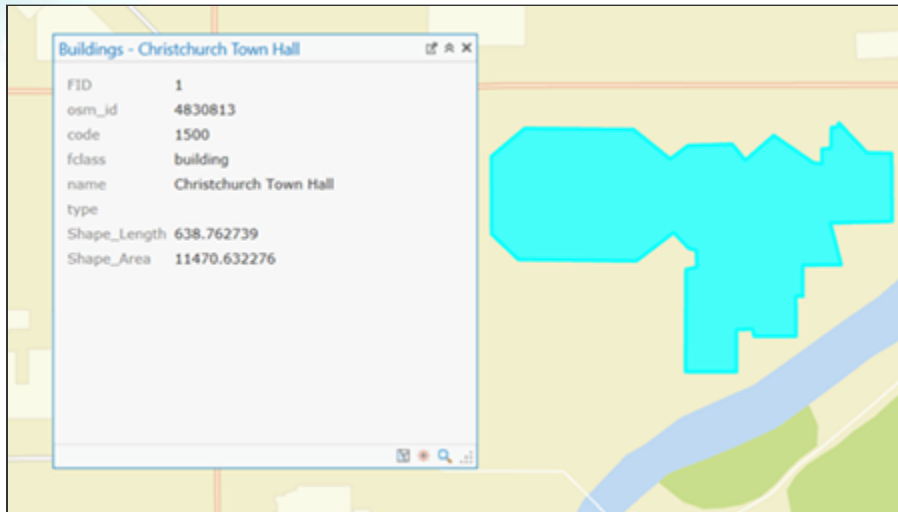 Buildings - Christchurch Town Hall
FID 1
osm_id 4830813
code 1500
fclass building
name Christchurch Town Hall
type
Shape_Length 638.762739
Shape_Area 11470.632276